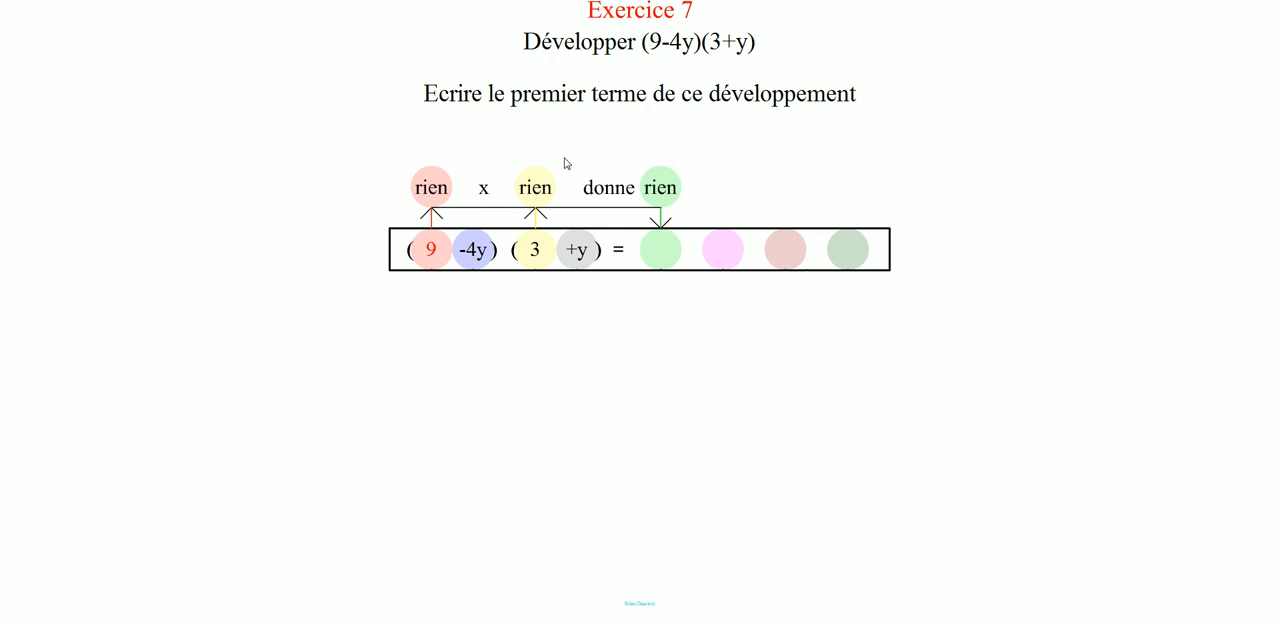 Exercice 7
Développer (9-4y)(3+y)
Ecrire le premier terme de ce développement
rien x rien donne rien
( 9 -4y ) ( 3 +y ) =